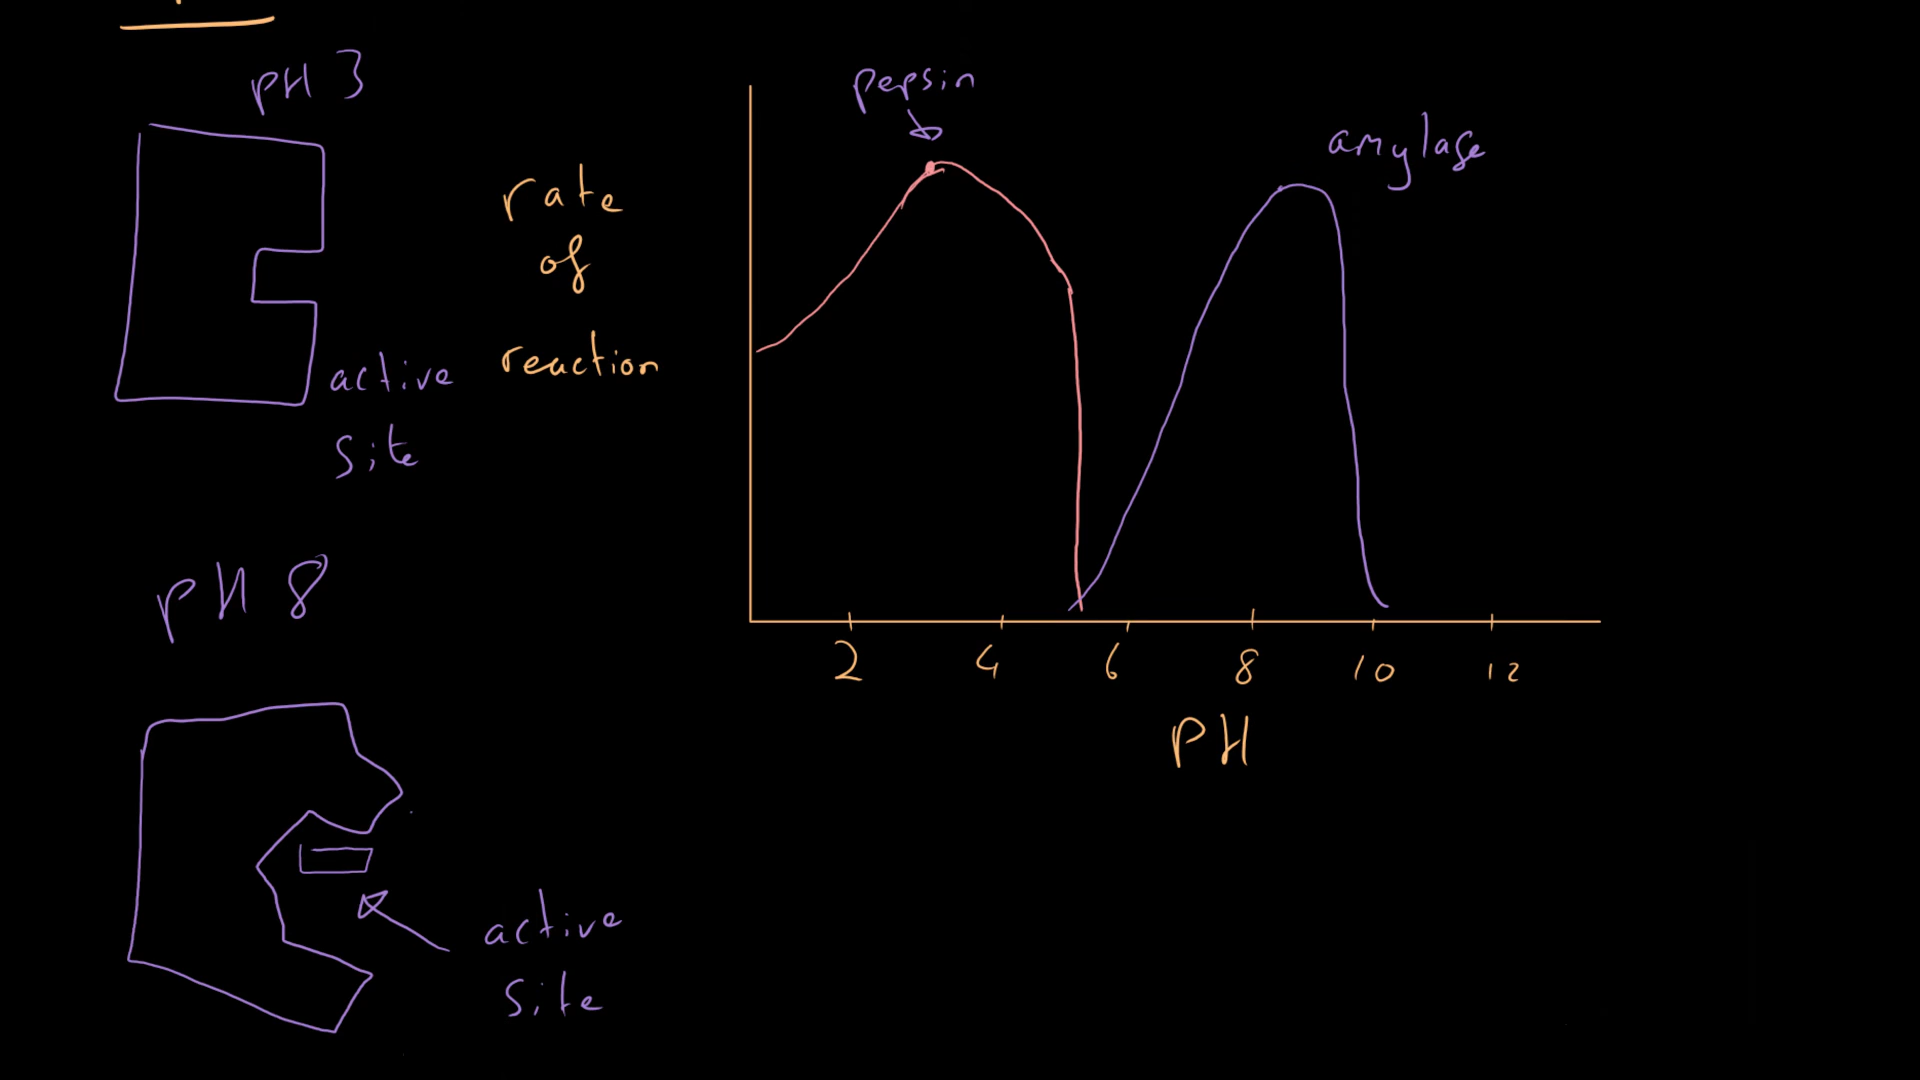 pH 3
active
site
rate
of
reaction
pepsin
amylase
2 4 6 8 10 12
PH
pH 8
active
site